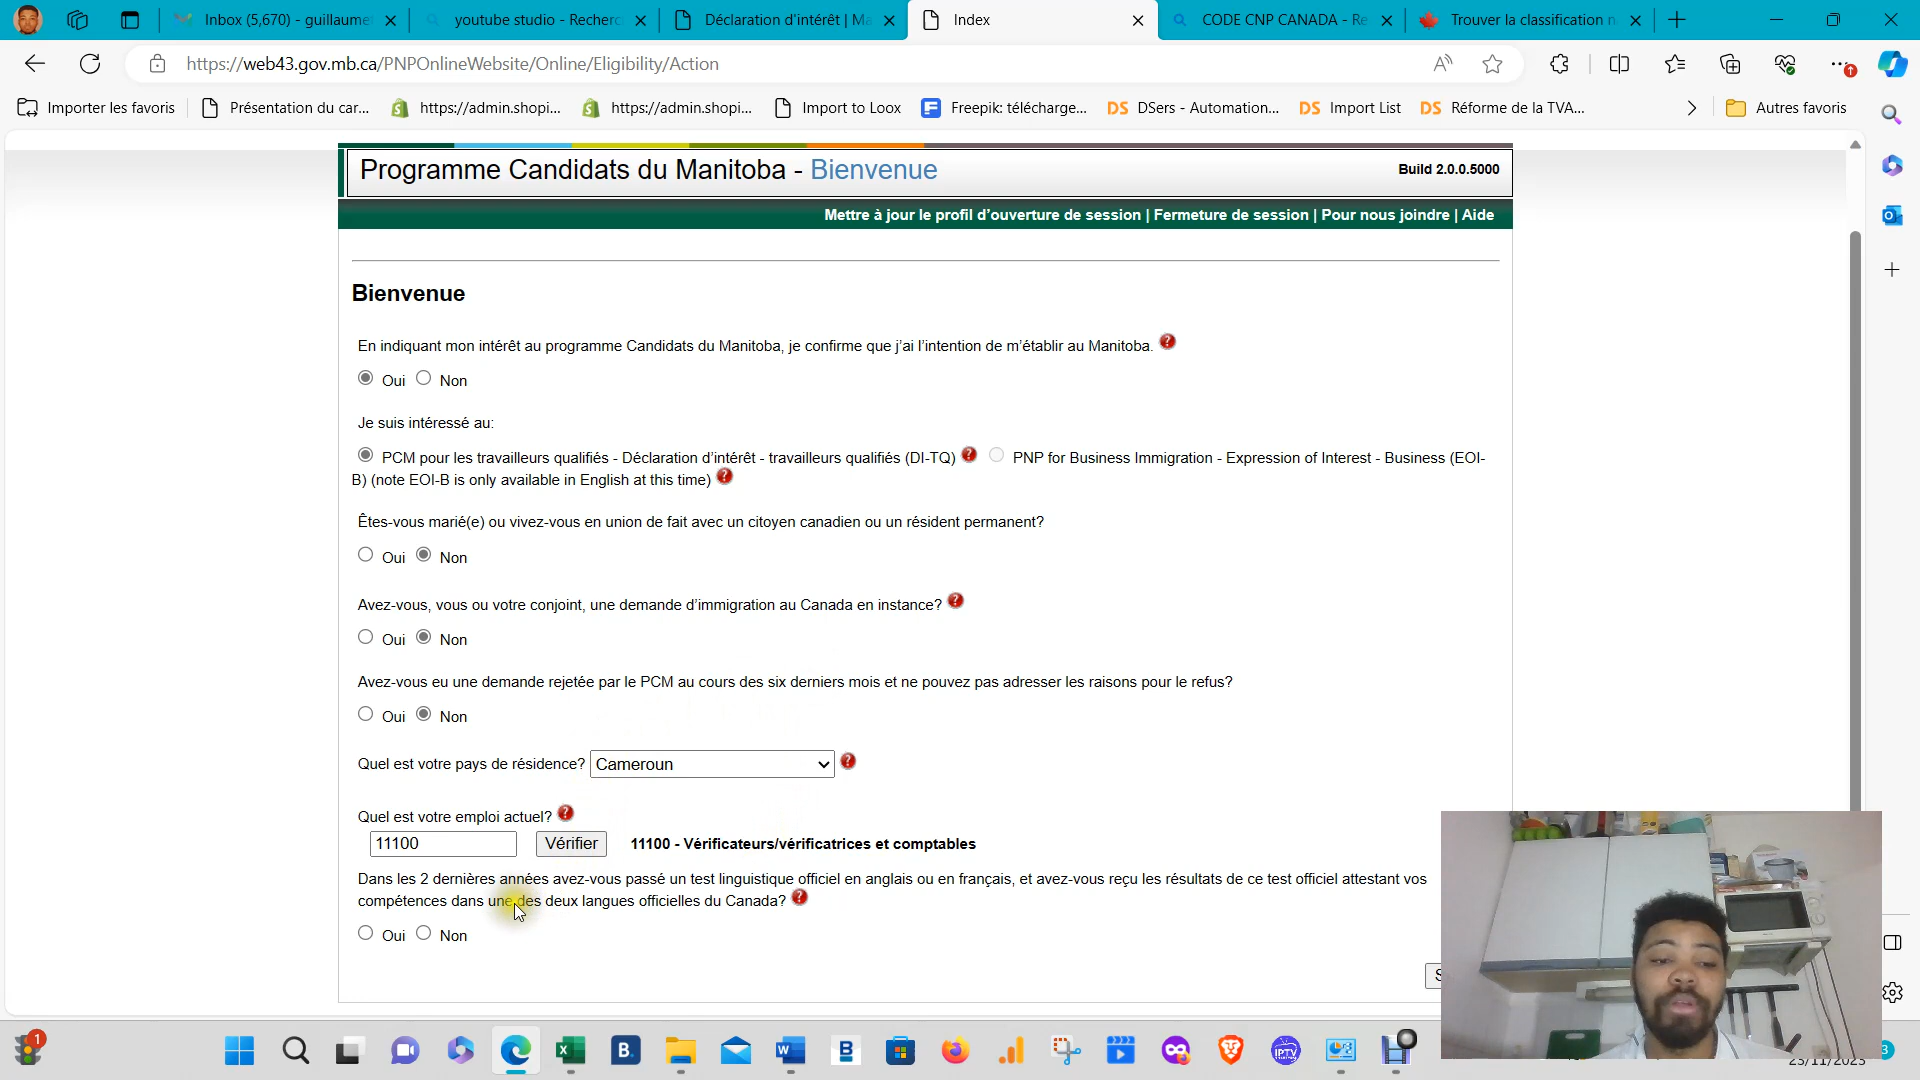 Inbox (5,670) - guillaume
youtube studio - Recherc
Déclaration d'intérêt | Ma
Index
CODE CNP CANADA - Re
Trouver la classification n
https://web43.gov.mb.ca/PNPOnlineWebsite/Online/Eligibility/Action
Importer les favoris
Présentation du car...
https://admin.shopi...
https://admin.shopi...
Import to Loox
Freepik: télécharge...
DSers - Automation...
Import List
Réforme de la TVA...
Autres favoris
Programme Candidats du Manitoba - Bienvenue
Build 2.0.0.5000
Mettre à jour le profil d'ouverture de session | Fermeture de session | Pour nous joindre | Aide
Bienvenue
En indiquant mon intérêt au programme Candidats du Manitoba, je confirme que j'ai l'intention de m'établir au Manitoba. ?
Oui Non
Je suis intéressé au:
PCM pour les travailleurs qualifiés - Déclaration d'intérêt - travailleurs qualifiés (DI-TQ) ? PNP for Business Immigration - Expression of Interest - Business (EOI-
B) (note EOI-B is only available in English at this time) ?
Êtes-vous marié(e) ou vivez-vous en union de fait avec un citoyen canadien ou un résident permanent?
Oui Non
Avez-vous, vous ou votre conjoint, une demande d'immigration au Canada en instance? ?
Oui Non
Avez-vous eu une demande rejetée par le PCM au cours des six derniers mois et ne pouvez pas adresser les raisons pour le refus?
Oui Non
Quel est votre pays de résidence? Cameroun ?
Quel est votre emploi actuel? ?
11100 Vérifier 11100 - Vérificateurs/vérificatrices et comptables
Dans les 2 dernières années avez-vous passé un test linguistique officiel en anglais ou en français, et avez-vous reçu les résultats de ce test officiel attestant vos
compétences dans une des deux langues officielles du Canada? ?
Oui Non
1
IPTV
23/11/2023
3